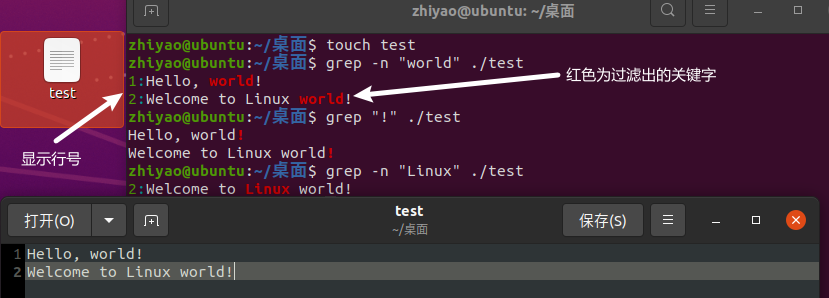 zhiyao@ubuntu: ~/桌面
zhiyao@ubuntu:~/桌面$ touch test
zhiyao@ubuntu:~/桌面$ grep -n "world" ./test
1:Hello, world!
2:Welcome to Linux world!
zhiyao@ubuntu:~/桌面$ grep "!" ./test
Hello, world!
Welcome to Linux world!
zhiyao@ubuntu:~/桌面$ grep -n "Linux" ./test
2:Welcome to Linux world!
test
显示行号
红色为过滤出的关键字
打开(O)
test
~/桌面
保存(S)
1 Hello, world!
2 Welcome to Linux world!